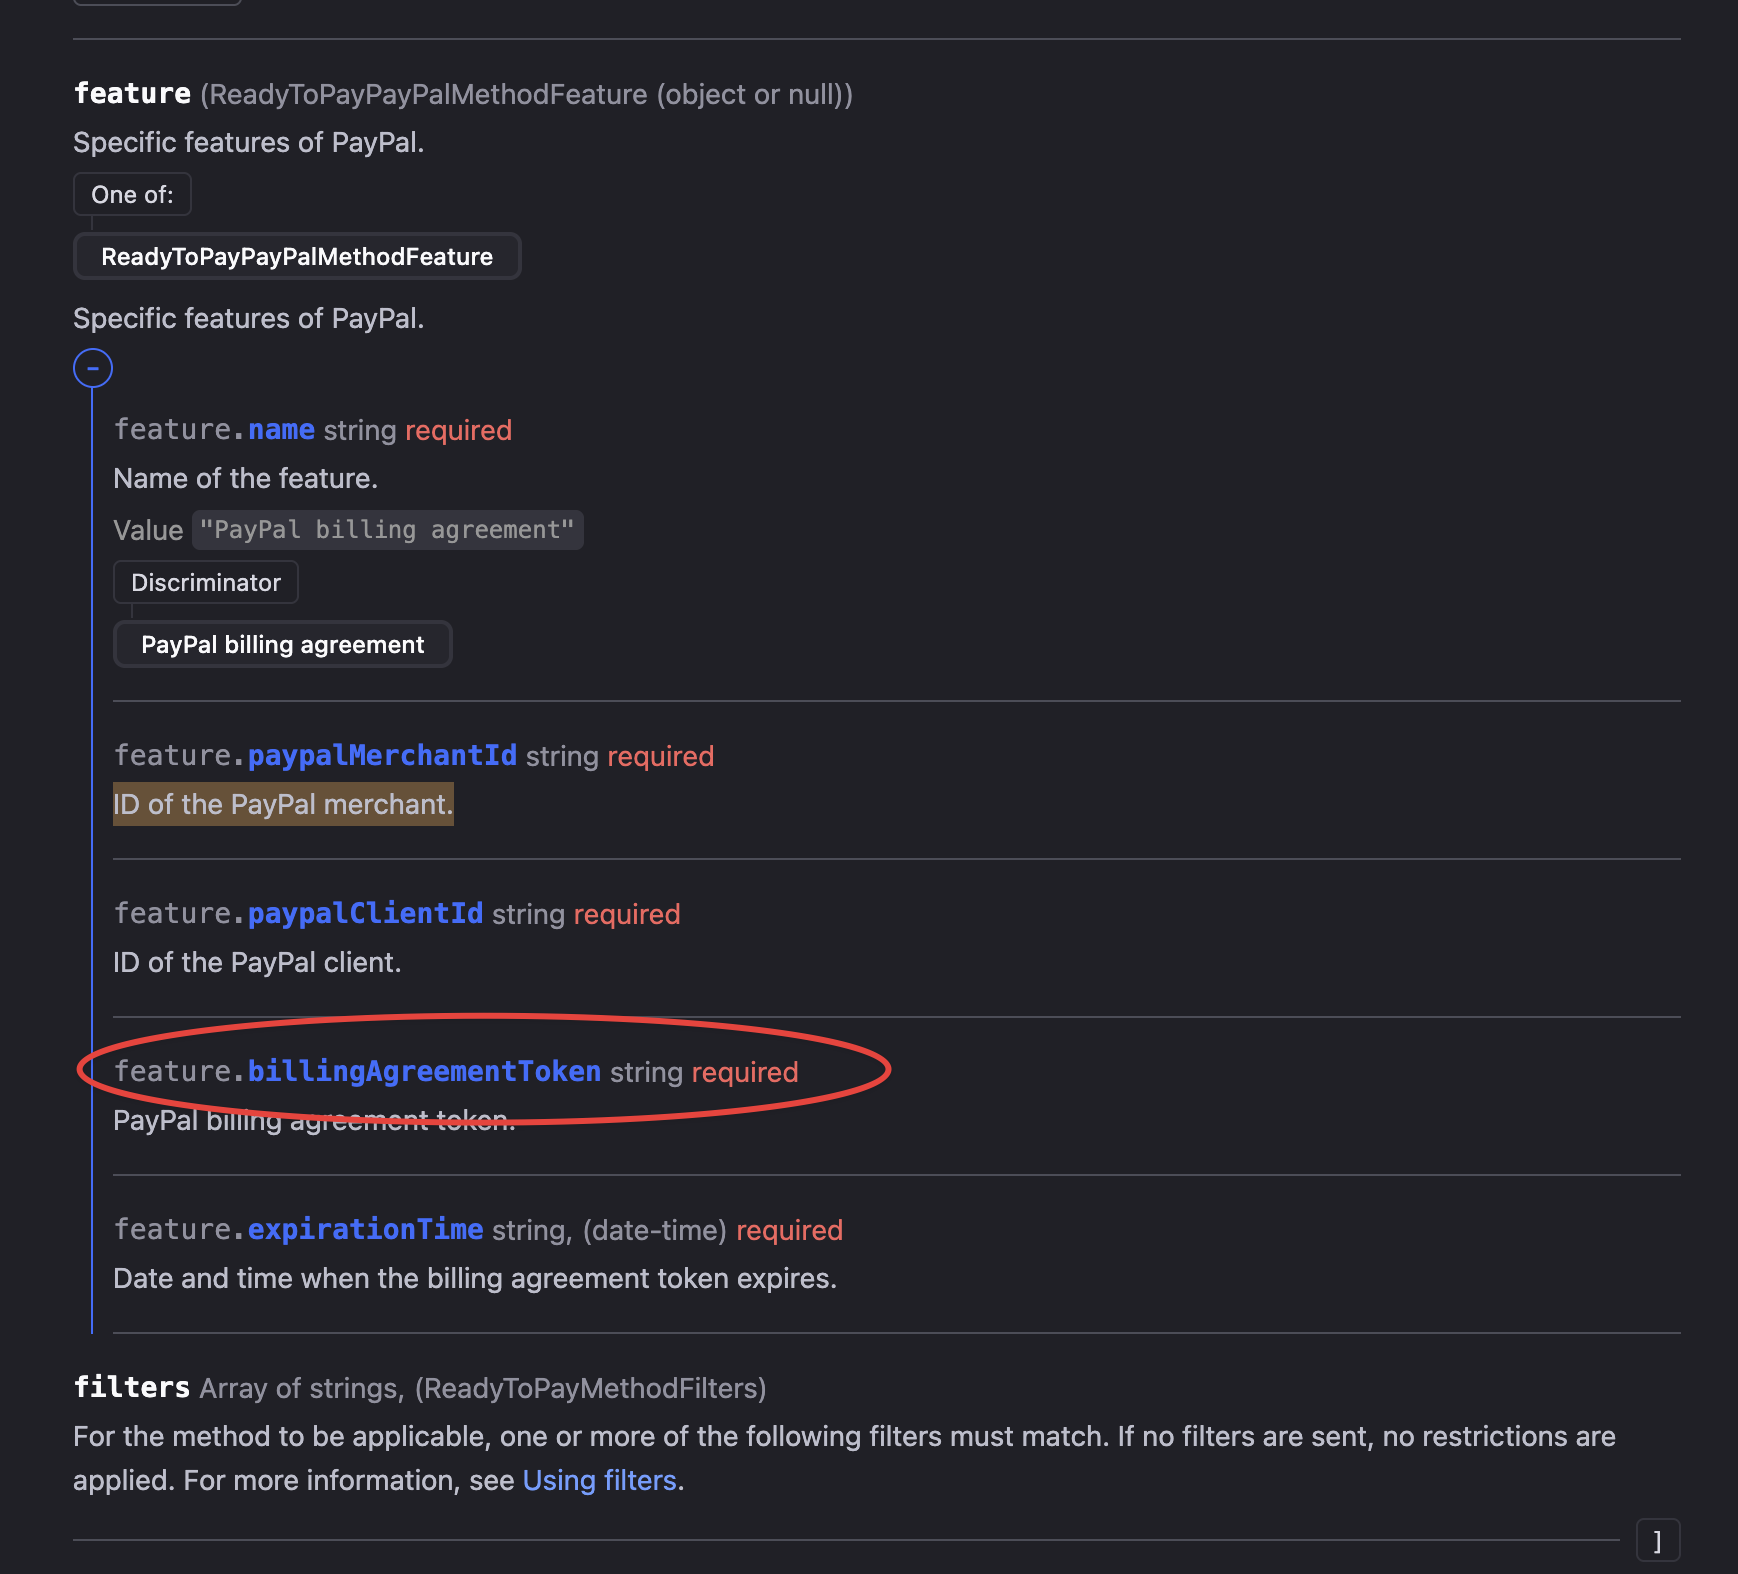 feature (ReadyToPayPayPalMethodFeature (object or null))
Specific features of PayPal.
One of:
ReadyToPayPayPalMethodFeature
Specific features of PayPal.
feature.name string required
Name of the feature.
Value "PayPal billing agreement"
Discriminator
PayPal billing agreement
feature.paypalMerchantId string required
ID of the PayPal merchant.
feature.paypalClientId string required
ID of the PayPal client.
feature.billingAgreementToken string required
PayPal billing agreement token.
feature.expirationTime string, (date-time) required
Date and time when the billing agreement token expires.
filters Array of strings, (ReadyToPayMethodFilters)
For the method to be applicable, one or more of the following filters must match. If no filters are sent, no restrictions are
applied. For more information, see Using filters.
]